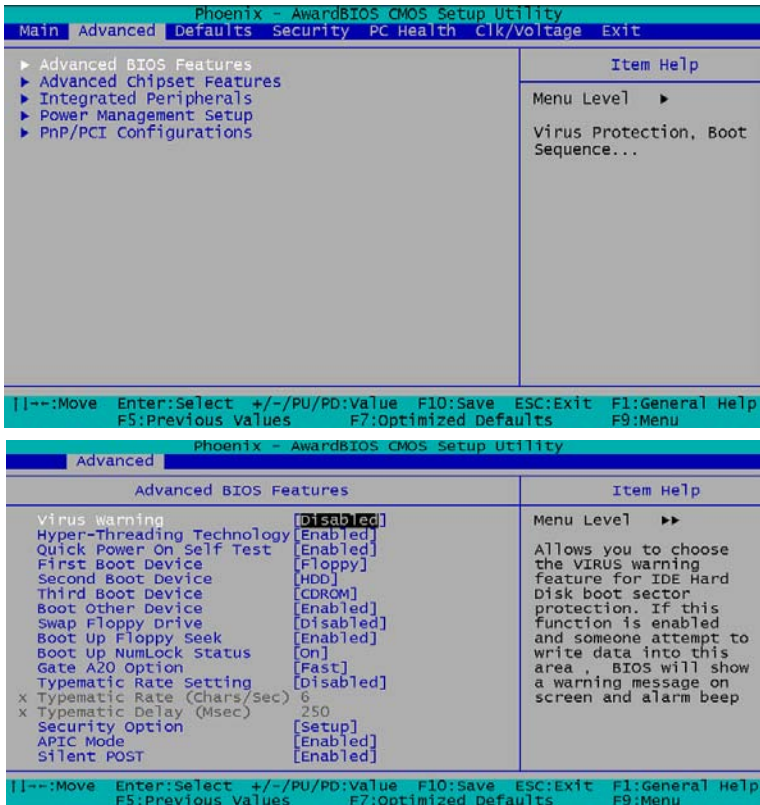 Phoenix - AwardBIOS CMOS Setup Utility
Main Advanced Defaults Security PC Health Clk/Voltage Exit
▶ Advanced BIOS Features
▶ Advanced Chipset Features
▶ Integrated Peripherals
▶ Power Management Setup
▶ PnP/PCI Configurations
Item Help
Menu Level ▶
Virus Protection, Boot
Sequence...
:Move Enter:Select +/-/PU/PD:Value F10:Save ESC:Exit F1:General Help
F5:Previous Values F7:Optimized Defaults F9:Menu
Phoenix - AwardBIOS CMOS Setup Utility
Advanced
Advanced BIOS Features
Virus Warning [Disabled]
Hyper-Threading Technology[Enabled]
Quick Power On Self Test [Enabled]
First Boot Device [Floppy]
Second Boot Device [HDD]
Third Boot Device [CDROM]
Boot Other Device [Enabled]
Swap Floppy Drive [Disabled]
Boot Up Floppy Seek [Enabled]
Boot Up NumLock Status [On]
Gate A20 Option [Fast]
Typematic Rate Setting [Disabled]
x Typematic Rate (Chars/Sec) 6
x Typematic Delay (Msec) 250
Security Option [Setup]
APIC Mode [Enabled]
Silent POST [Enabled]
Item Help
Menu Level ▶▶
Allows you to choose
the VIRUS warning
feature for IDE Hard
Disk boot sector
protection. If this
function is enabled
and someone attempt to
write data into this
area , BIOS will show
a warning message on
screen and alarm beep
:Move Enter:Select +/-/PU/PD:Value F10:Save ESC:Exit F1:General Help
F5:Previous Values F7:Optimized Defaults F9:Menu